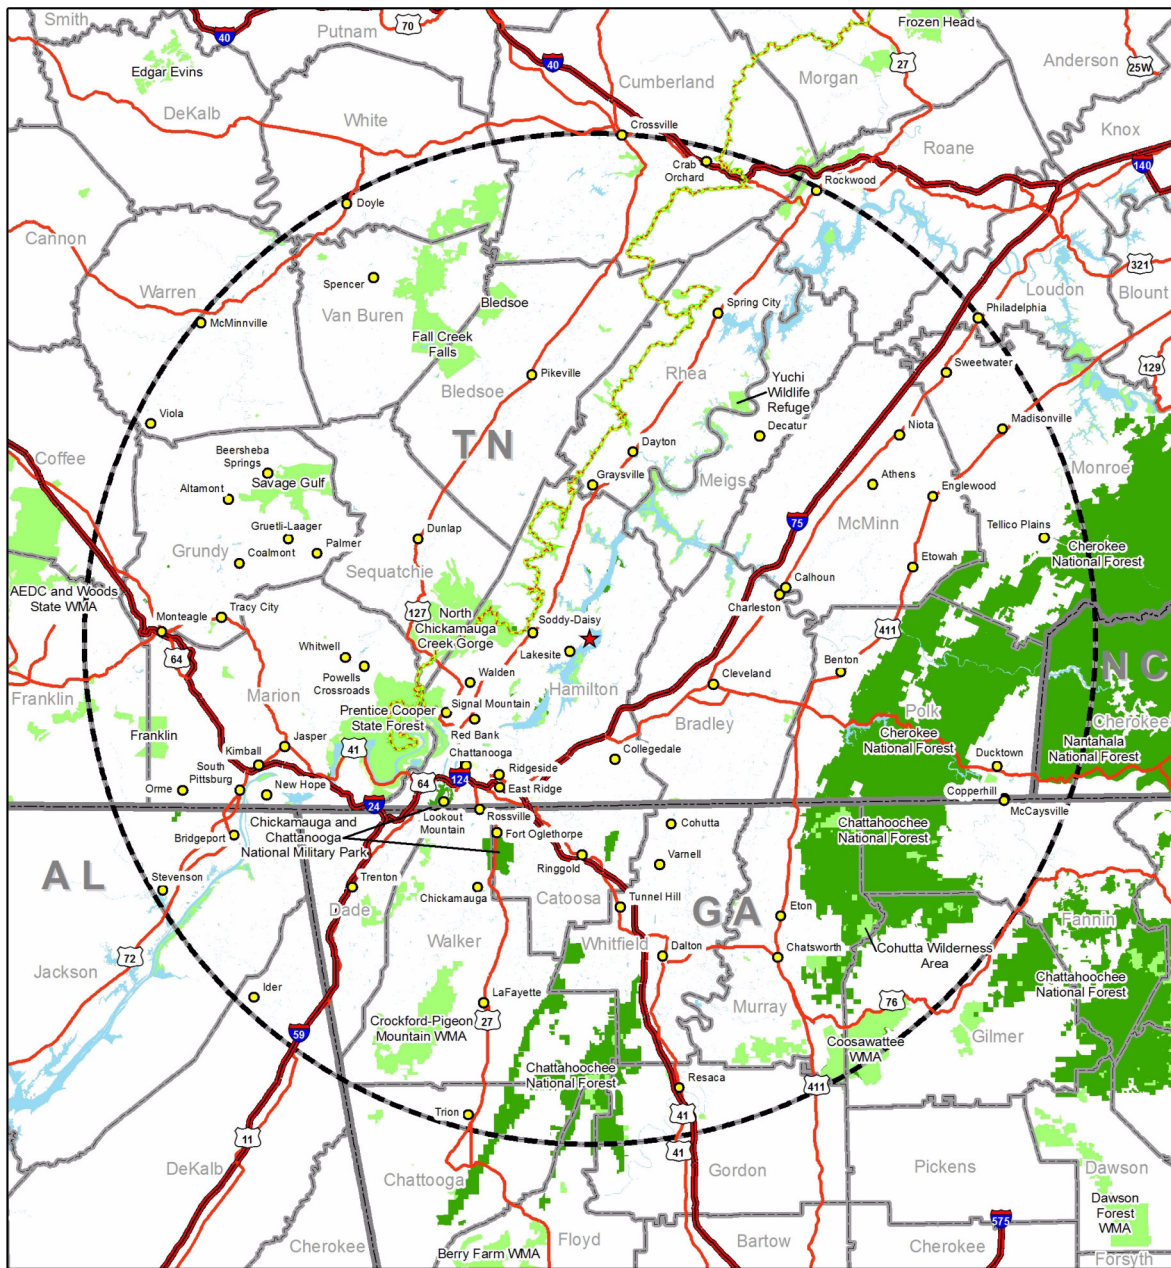 Smith
40
Putnam
70
Frozen Head
Edgar Evins
40
Cumberland
Morgan
27
Anderson
25W
DeKalb
White
Crossville
Knox
Crab
Orchard
Roane
140
Rockwood
Doyle
Cannon
321
Spencer
Bledsoe
Loudon
Blount
Warren
Van Buren
McMinnville
Spring City
Philadelphia
Fall Creek
Falls
Pikeville
Rhea
Sweetwater
129
Bledsoe
Yuchi
Wildlife
Refuge
Viola
Madisonville
TN
Decatur
Niota
Coffee
Beersheba
Springs
Dayton
Monroe
Savage Gulf
Graysville
Meigs
Athens
Altamont
Englewood
Gruetli-Laager
75
McMinn
Tellico Plains
Dunlap
Grundy
Palmer
Coalmont
Cherokee
National Forest
Sequatchie
Etowah
AEDC and Woods
State WMA
Calhoun
Charleston
Tracy City
127
North
Chickamauga
Creek Gorge
Monteagle
Soddy-Daisy
411
64
Whitwell
Lakesite
Powells
Crossroads
Walden
Cleveland
Benton
NC
Franklin
Marion
Hamilton
Prentice Cooper
State Forest
Signal Mountain
Polk
Bradley
Red Bank
Cherokee
National Forest
Cherokee
Franklin
Jasper
41
Kimball
Chattanooga
Collegedale
Ducktown
Nantahala
National Forest
South
Pittsburg
64
124
Ridgeside
East Ridge
Orme
New Hope
24
Copperhill
Lookout
Mountain
Rossville
McCaysville
Chickamauga and
Chattanooga
National Military Park
Fort Oglethorpe
Cohutta
Chattahoochee
National Forest
Bridgeport
Ringgold
Varnell
AL
Stevenson
Trenton
Chickamauga
Catoosa
Tunnel Hill
GA
Eton
Dade
Fannin
Walker
Whitfield
Dalton
Chatsworth
Cohutta Wilderness
Area
72
Jackson
Chattahoochee
National Forest
Ider
LaFayette
Murray
76
27
Crockford-Pigeon
Mountain WMA
59
Gilmer
Coosawattee
WMA
Chattahoochee
National Forest
Resaca
411
Trion
41
11
41
DeKalb
Chattooga
Gordon
Pickens
Dawson
Dawson
Forest
WMA
575
Cherokee
Berry Farm WMA
Floyd
Bartow
Cherokee
Forsyth